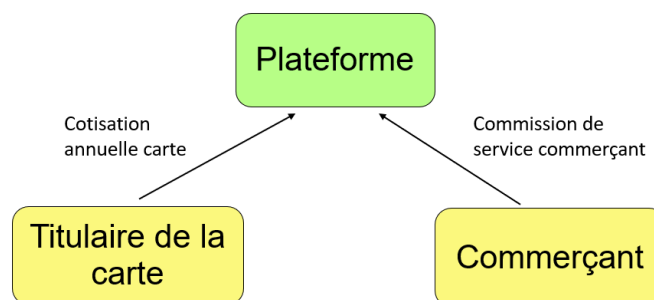 Plateforme
Cotisation
annuelle carte
Commission de
service commerçant
Titulaire de la
carte
Commerçant